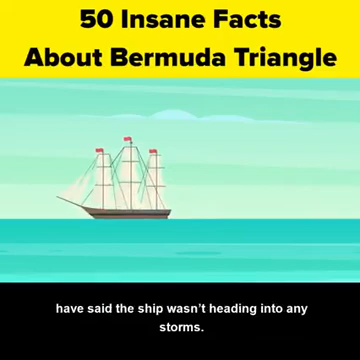 50 Insane Facts
About Bermuda Triangle
have said the ship wasn't heading into any
storms.